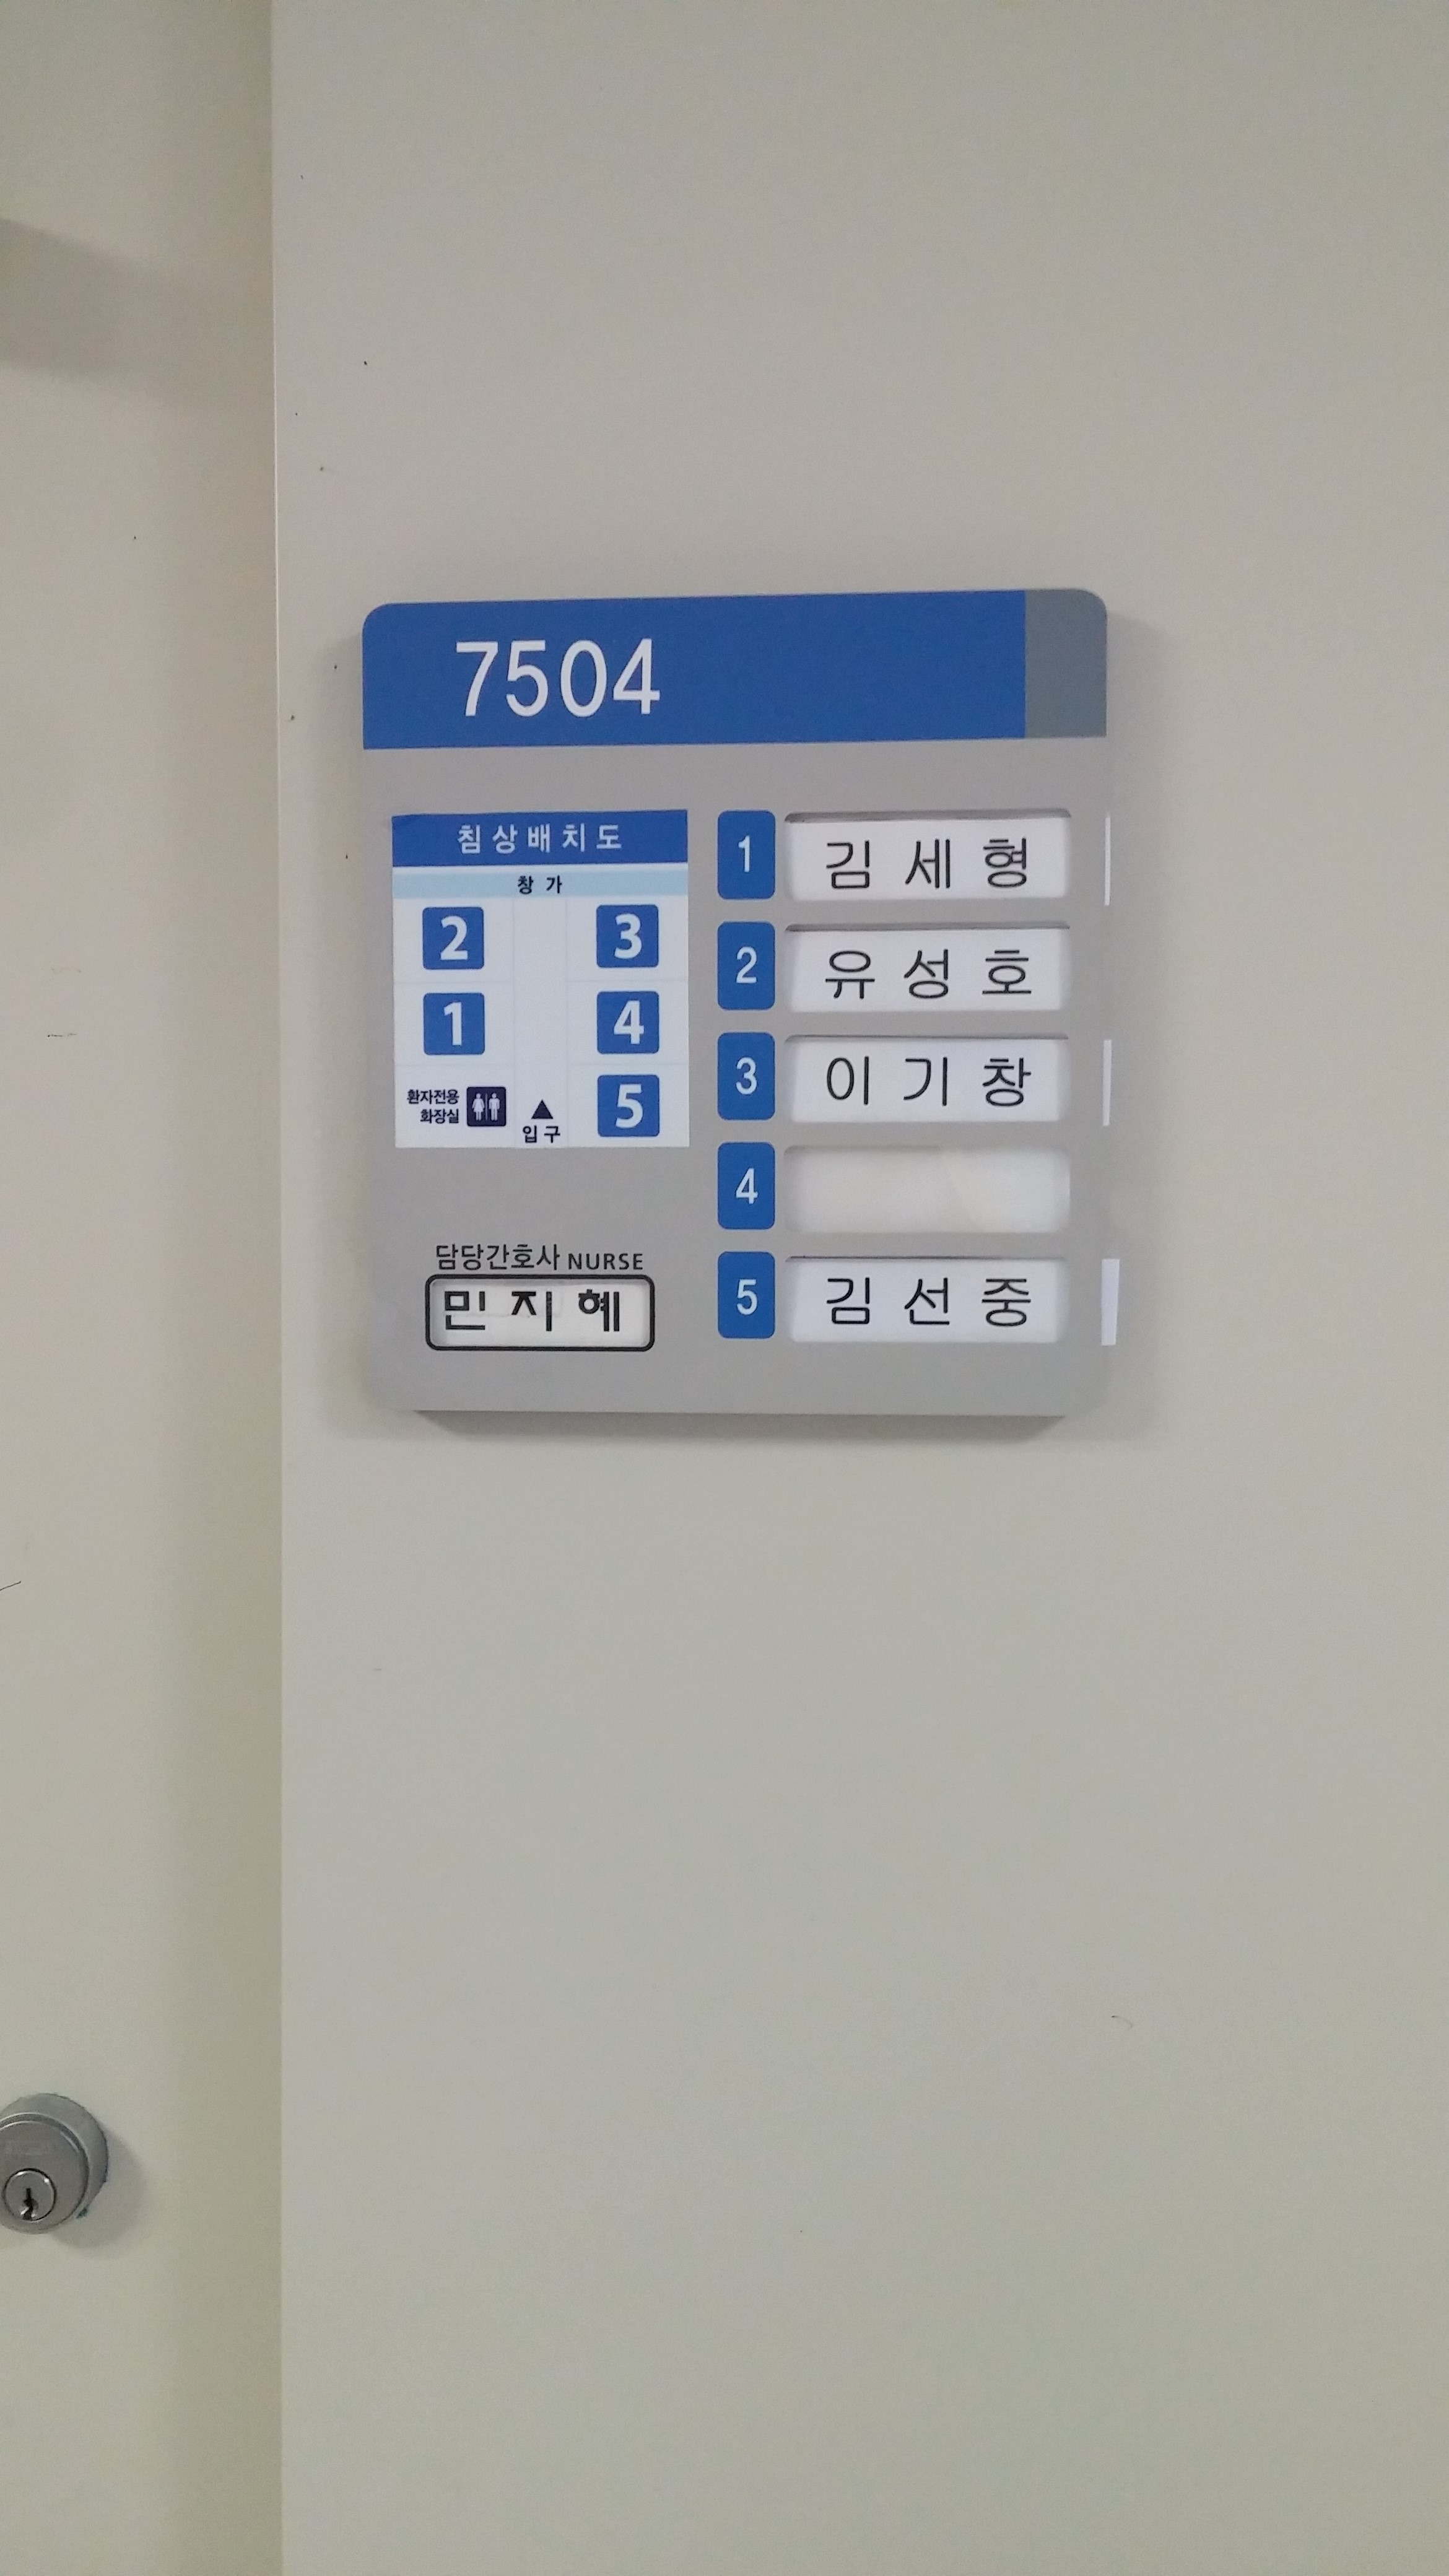 7504
침상배치도
창 가
2 3
1 4
환자전용
화장실
5
입구
담당간호사 NURSE
민 지 혜
1 김 세 형
2 유 성 호
3 이 기 창
4
5 김 선 중